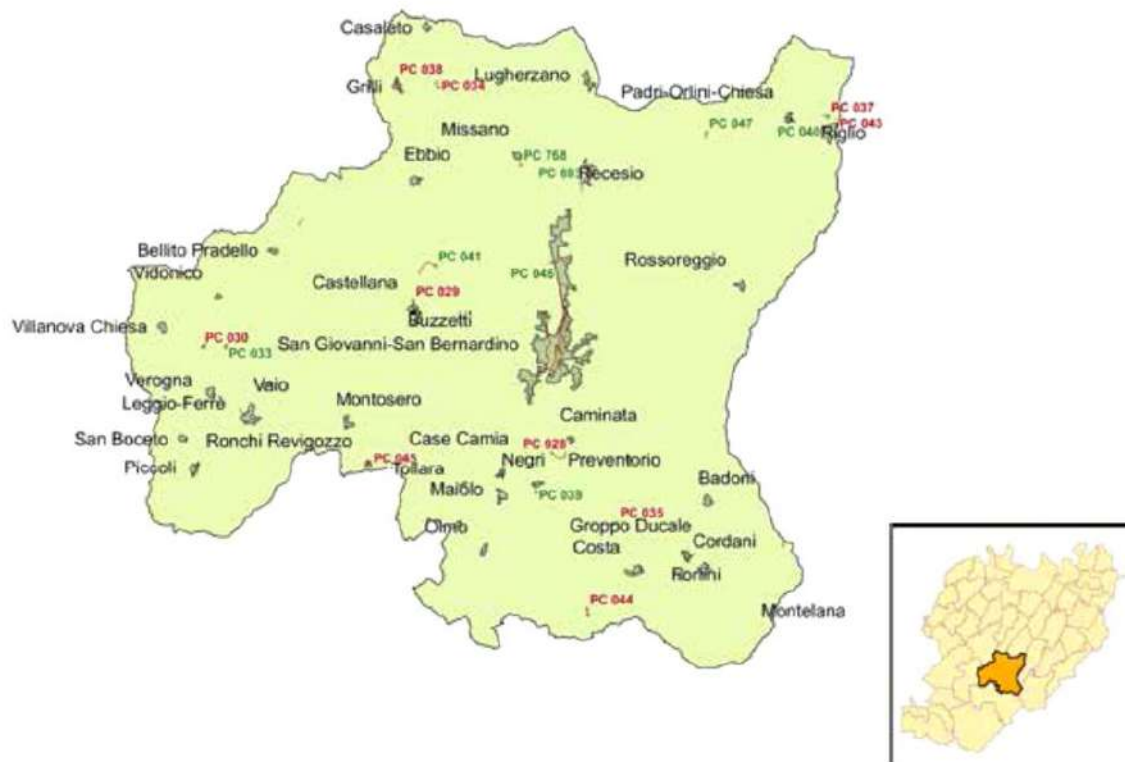 Casaleto
PC 038
Grilli
PC 034
Lugherzano
Padri-Orlini-Chiesa
PC 037
PC 043
PC 047
Riglio
Missano
PC 768
Ebbio
Recesio
Bellito Pradello
PC 041
Vidonico
Castellana
Rossoreggio
PC 029
Buzzetti
Villanova Chiesa
PC 030
PC 033
San Giovanni-San Bernardino
Verogna
Vaio
Leggio-Ferrè
Montosero
Caminata
San Boceto
Ronchi Revigozzo
Case Camia
PC 028
Piccoli
PC 045
Tollara
Negri
Preventorio
Badoni
Maiolo
PC 039
PC 035
Olmo
Groppo Ducale
Costa
Cordani
PC 044
Montelana